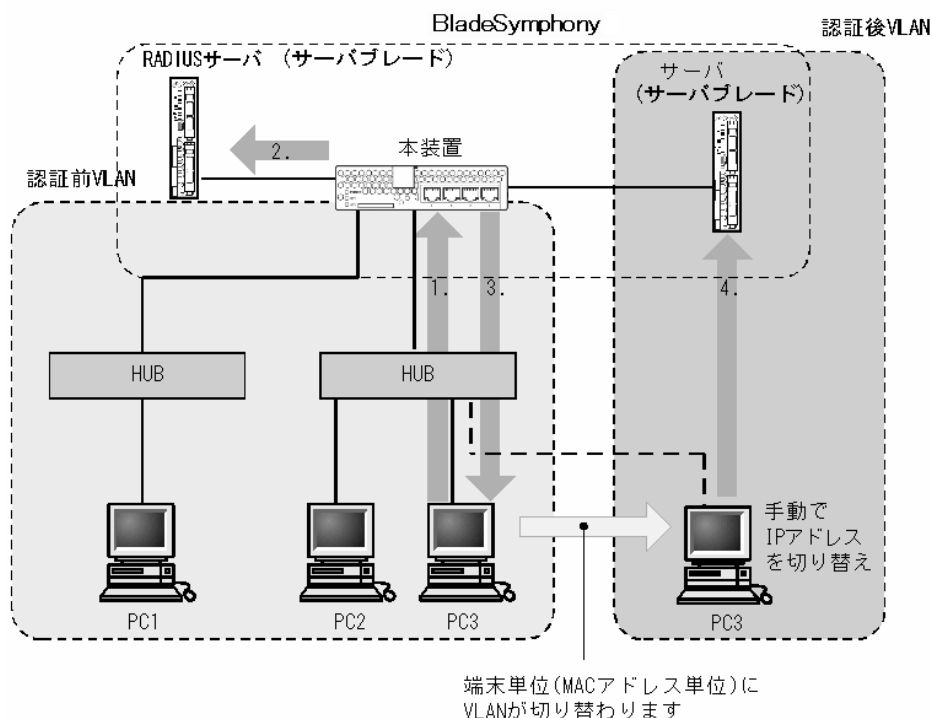 BladeSymphony
認証後VLAN
RADIUSサーバ (サーバブレード)
サーバ
(サーバブレード)
2.
本装置
認証前VLAN
1.
3.
4.
HUB
HUB
手動で
IPアドレス
を切り替え
PC1
PC2
PC3
PC3
端末単位(MACアドレス単位)に
VLANが切り替わります